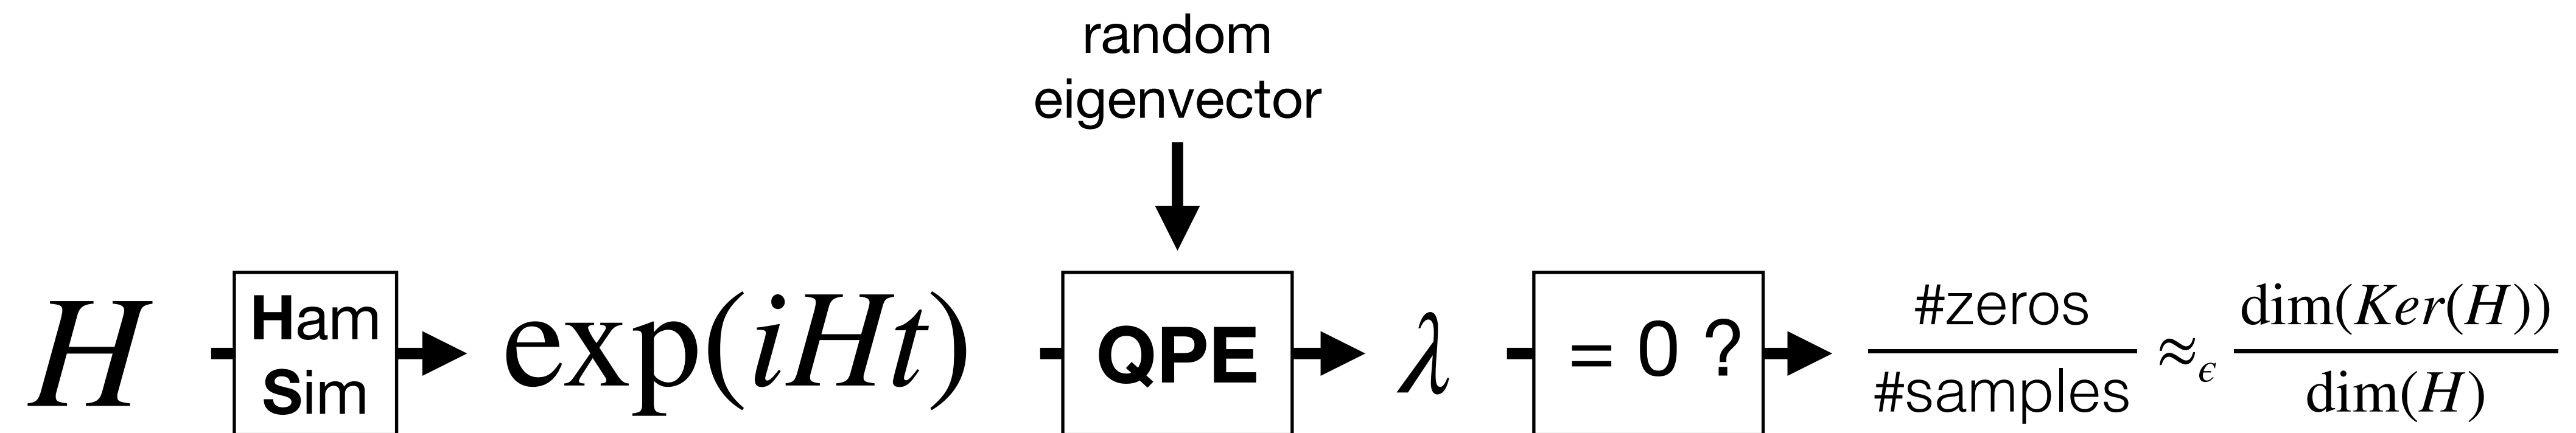 random
eigenvector
H
Ham
Sim
exp(iHt)
QPE
λ
= 0 ?
#zeros
#samples
≈ϵ
dim(Ker(H))
dim(H)